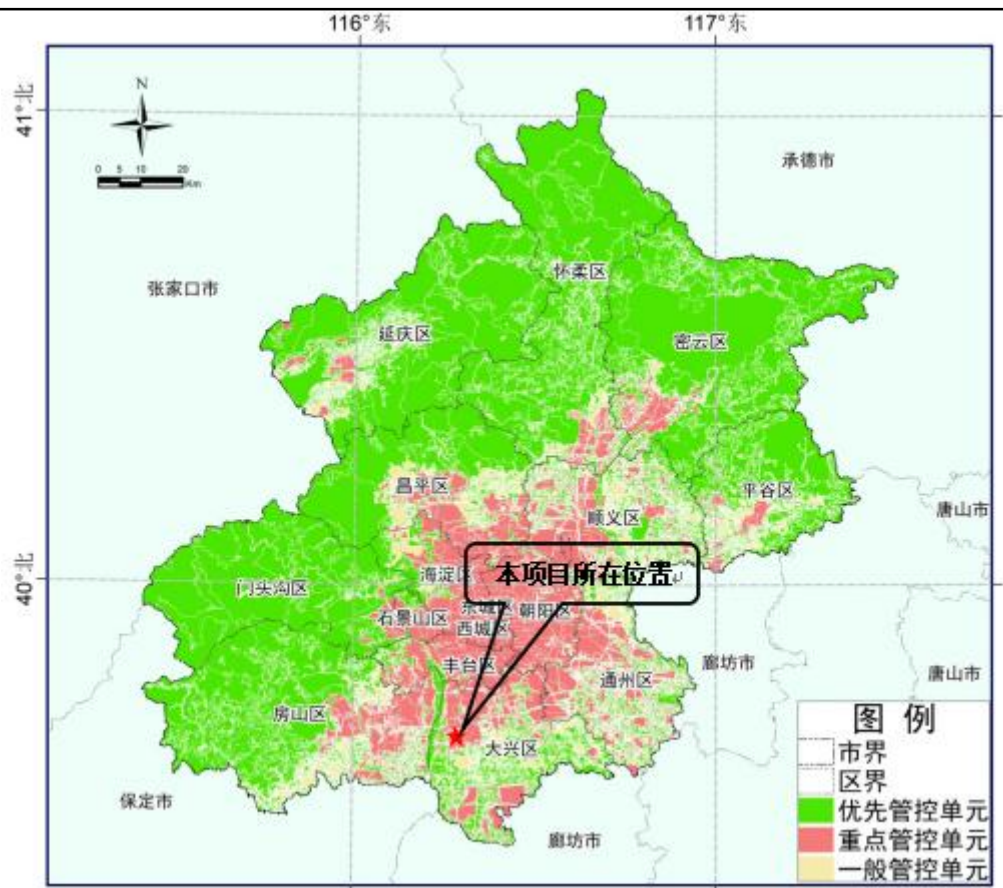 116°东 117°东
41°北
N
0 5 10 20
Km
承德市
怀柔区
张家口市
延庆区
密云区
昌平区
平谷区
顺义区
唐山市
本项目所在位置
40°北
海淀区
门头沟区
东城区 朝阳区
石景山区
西城区
丰台区
廊坊市
通州区
唐山市
房山区
图 例
大兴区
市界
区界
保定市
优先管控单元
廊坊市
重点管控单元
一般管控单元